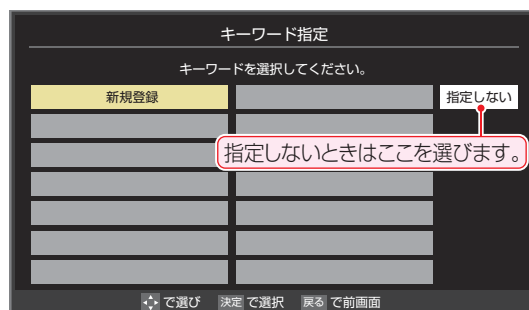 キーワード指定
キーワードを選択してください。
新規登録
指定しない
指定しないときはここを選びます。
で選び 決定 で選択 戻る で前画面